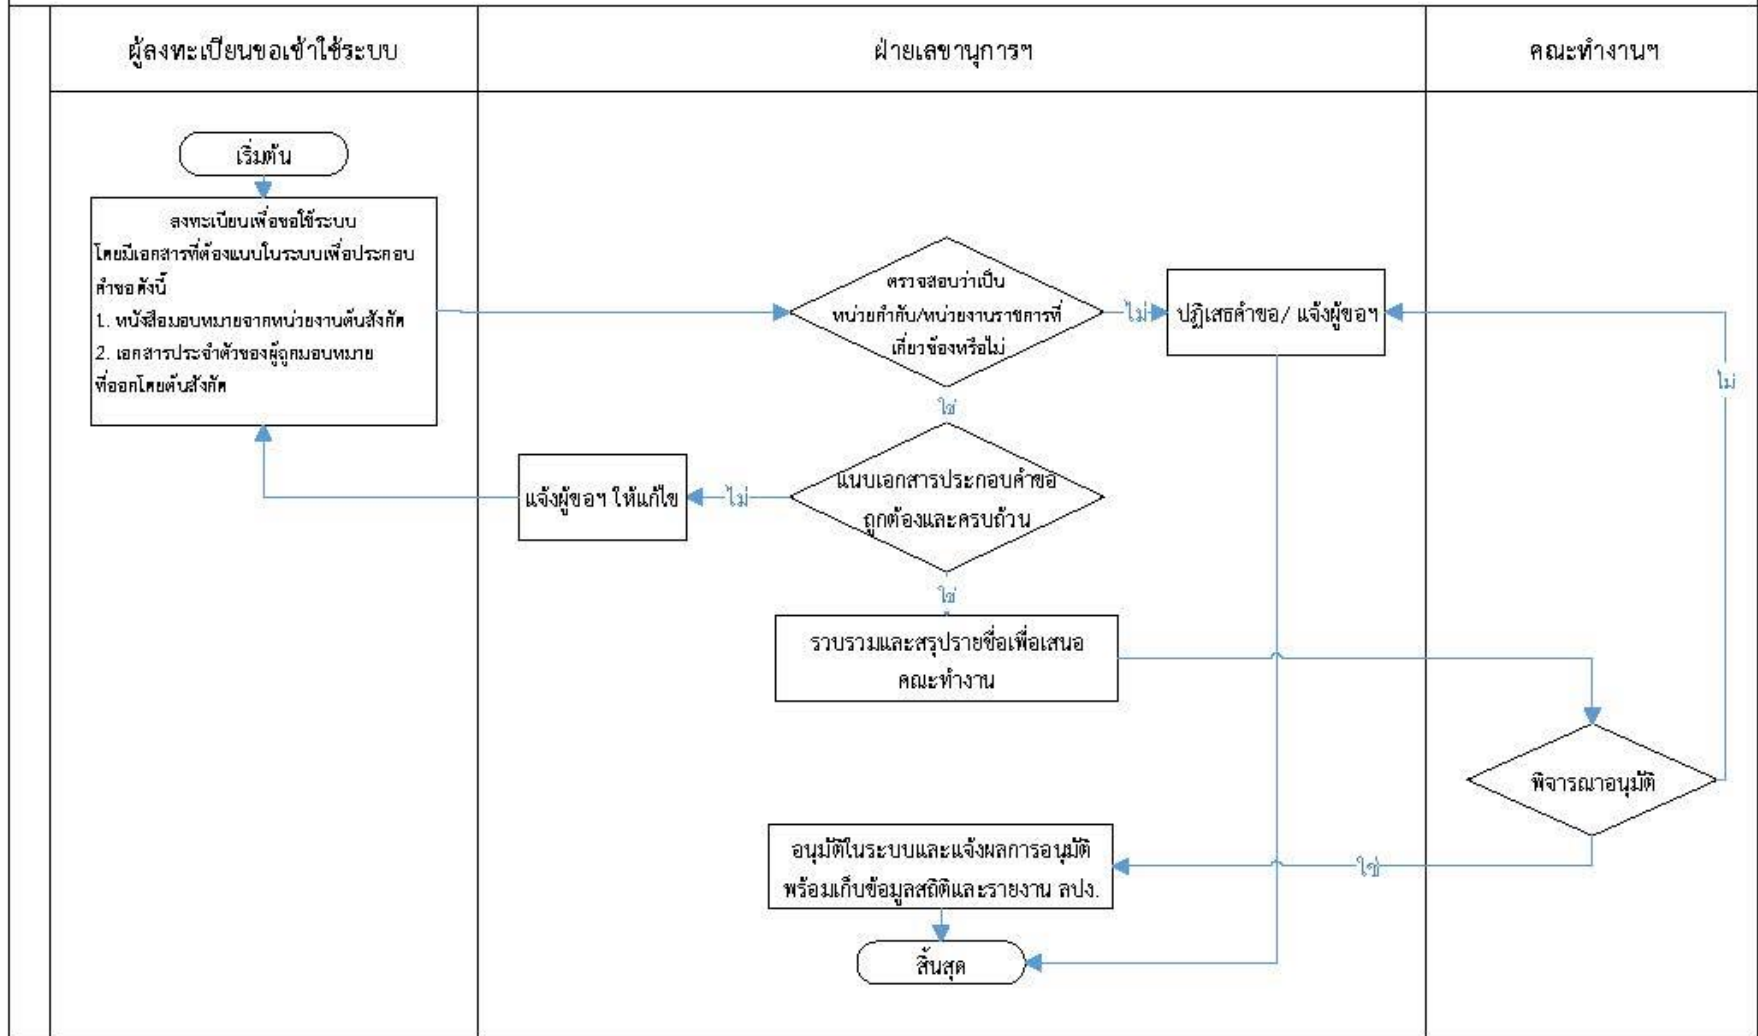 ผู้ลงทะเบียนขอเข้าใช้ระบบ
ฝ่ายเลขานุการฯ
คณะทำงานฯ
เริ่มต้น
ลงทะเบียนเพื่อขอใช้ระบบ
โดยมีเอกสารที่ต้องแนบในระบบเพื่อประกอบ
คำขอดังนี้
1. หนังสือมอบหมายจากหน่วยงานต้นสังกัด
2. เอกสารประจำตัวของผู้ถูกมอบหมาย
ที่ออกโดยต้นสังกัด
ตรวจสอบว่าเป็น
หน่วยกำกับ/หน่วยงานราชการที่
เกี่ยวข้องหรือไม่
ไม่
ปฏิเสธคำขอ/ แจ้งผู้ขอฯ
ไม่
ใช่
แนบเอกสารประกอบคำขอ
ถูกต้องและครบถ้วน
ไม่
แจ้งผู้ขอฯ ให้แก้ไข
ใช่
รวบรวมและสรุปรายชื่อเพื่อเสนอ
คณะทำงาน
พิจารณาอนุมัติ
ใช่
อนุมัติในระบบและแจ้งผลการอนุมัติ
พร้อมเก็บข้อมูลสถิติและรายงาน ลปง.
สิ้นสุด